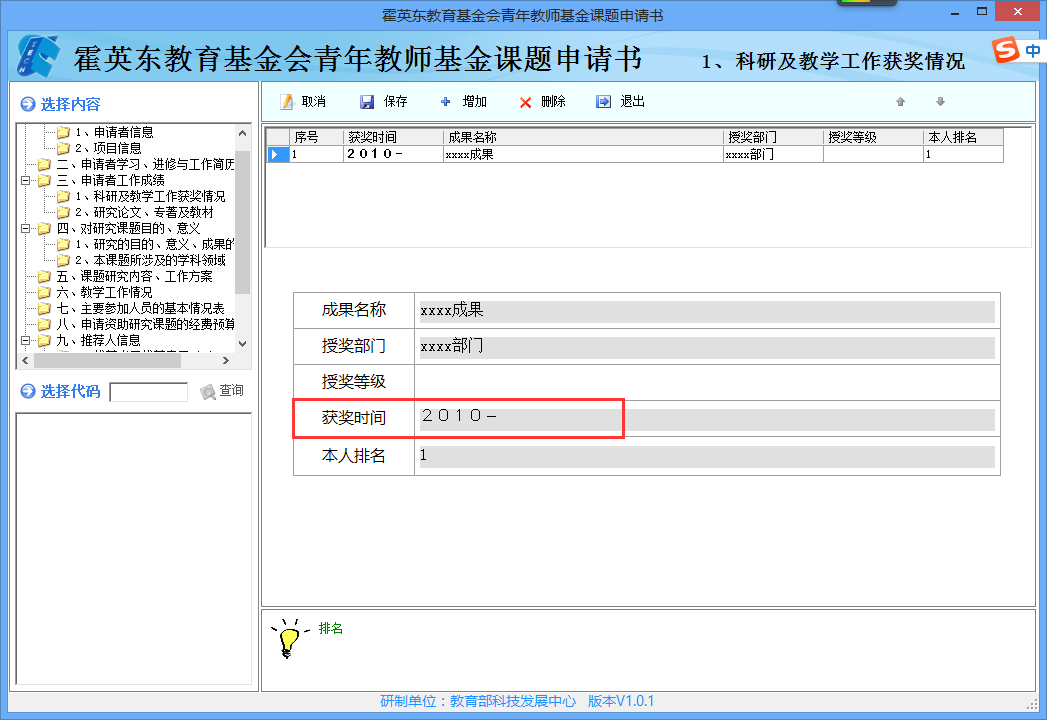 霍英东教育基金会青年教师基金课题申请书
霍英东教育基金会青年教师基金课题申请书
1、科研及教学工作获奖情况
中
选择内容
1、申请者信息
2、项目信息
二、申请者学习、进修与工作简历
三、申请者工作成绩
1、科研及教学工作获奖情况
2、研究论文、专著及教材
四、对研究课题目的、意义
1、研究的目的、意义、成果的
2、本课题所涉及的学科领域
五、课题研究内容、工作方案
六、教学工作情况
七、主要参加人员的基本情况表
八、申请资助研究课题的经费预算
九、推荐人信息
选择代码 查询
取消 保存 增加 删除 退出
序号 获奖时间 成果名称 授奖部门 授奖等级 本人排名
1 2010- xxxx成果 xxxx部门 1
成果名称 xxxx成果
授奖部门 xxxx部门
授奖等级
获奖时间 2010-
本人排名 1
排名
研制单位：教育部科技发展中心 版本V1.0.1